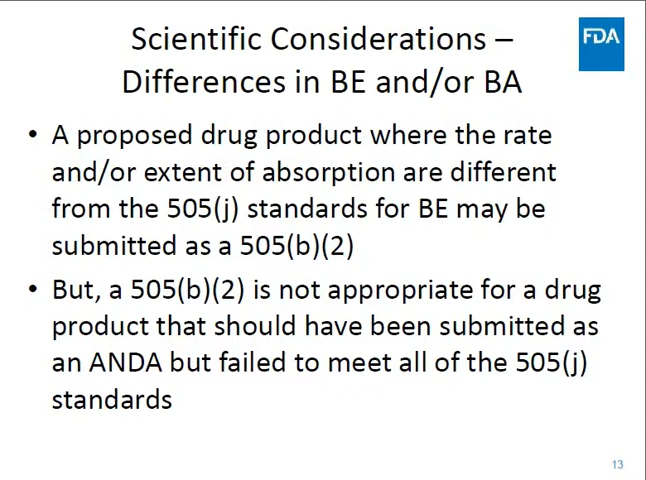 Scientific Considerations –
Differences in BE and/or BA
FDA
• A proposed drug product where the rate
and/or extent of absorption are different
from the 505(j) standards for BE may be
submitted as a 505(b)(2)
• But, a 505(b)(2) is not appropriate for a drug
product that should have been submitted as
an ANDA but failed to meet all of the 505(j)
standards
13